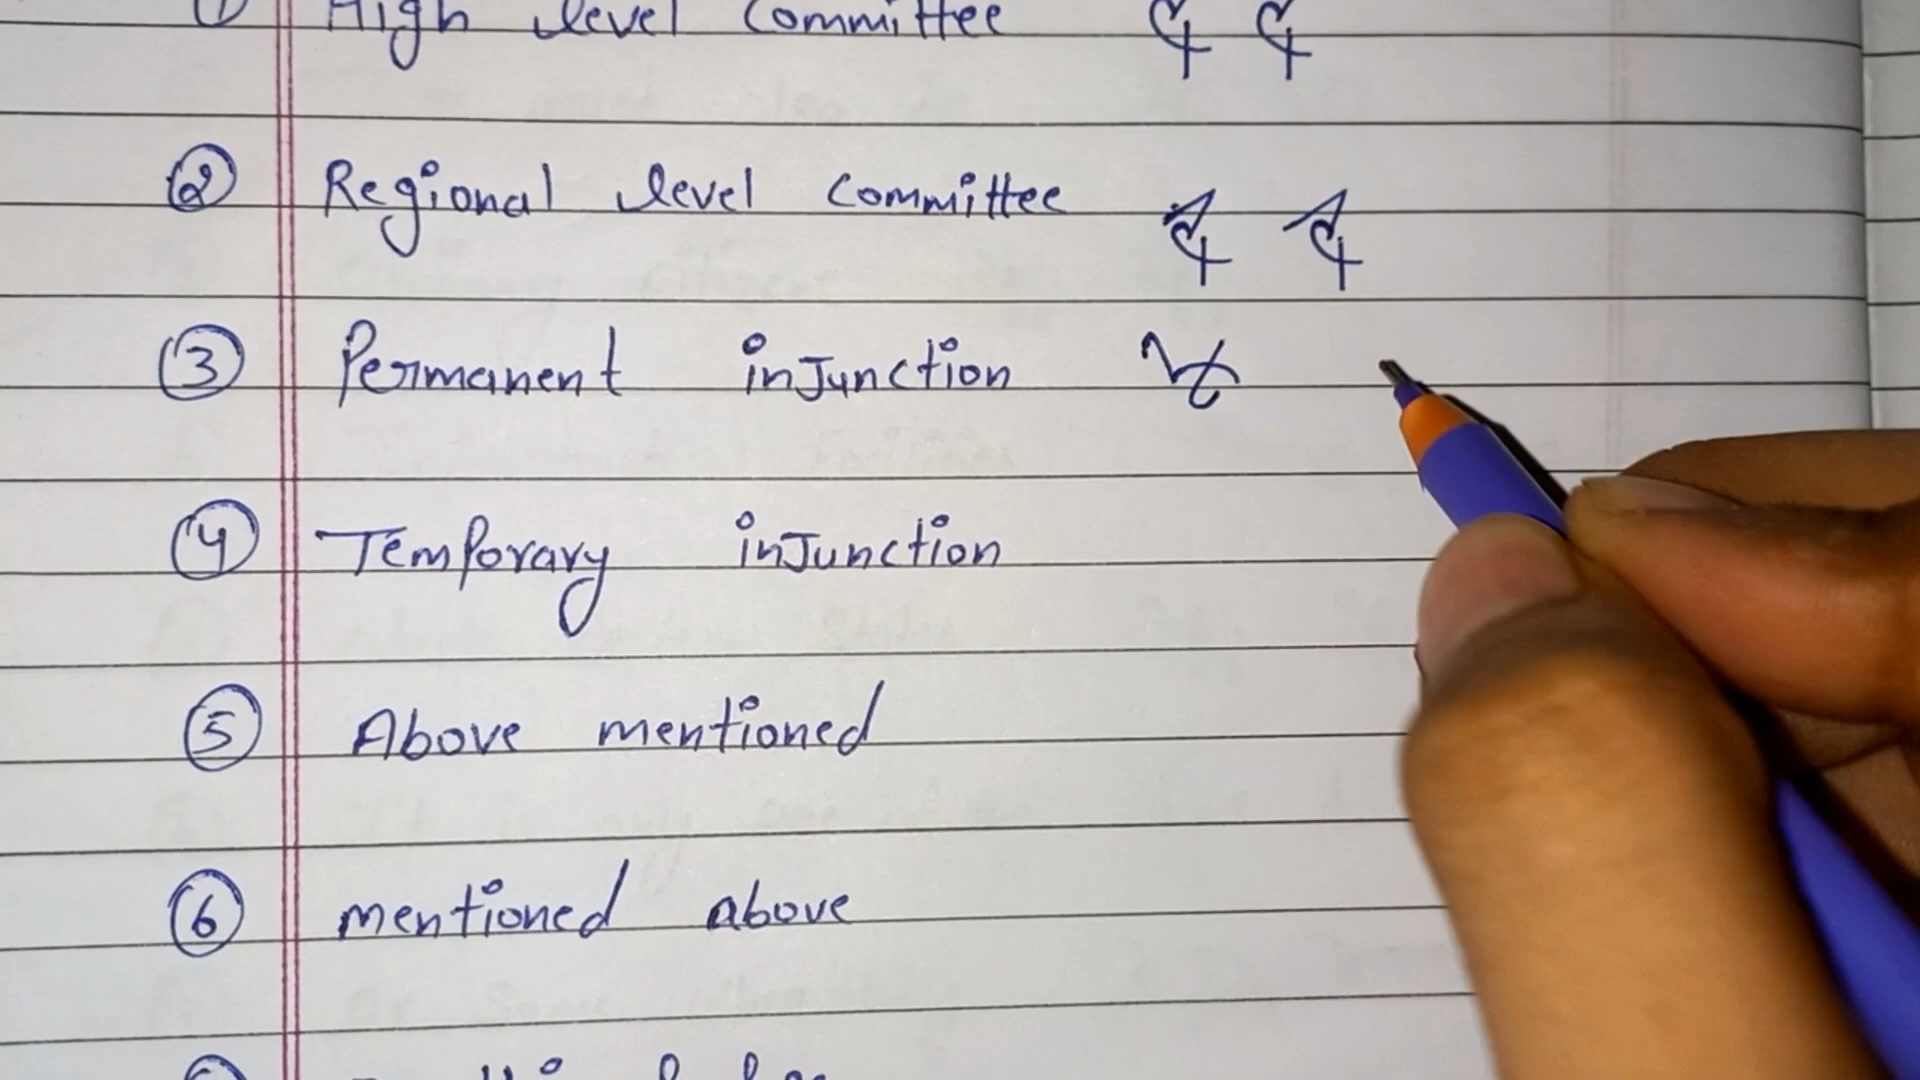 ① High level Committee
② Regional level Committee
③ Permanent inJunction
④ Temporary inJunction
⑤ Above mentioned
⑥ mentioned above